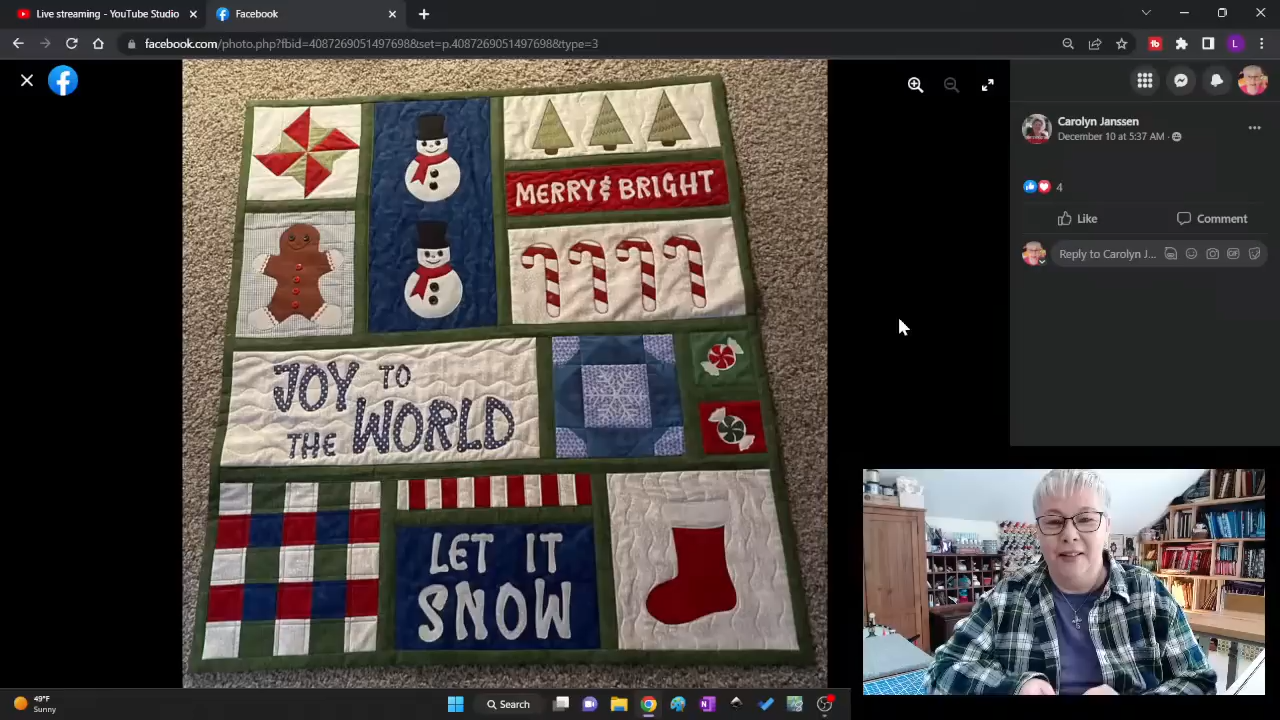 Live streaming - YouTube Studio
Facebook
facebook.com/photo.php?fbid=40872690514976988&set=p.40872690514976988&type=3
L
Carolyn Janssen
December 10 at 5:37 AM
4
Like
Comment
Reply to Carolyn J...
MERRY & BRIGHT
JOY TO
THE WORLD
LET IT
SNOW
49°F
Sunny
Search